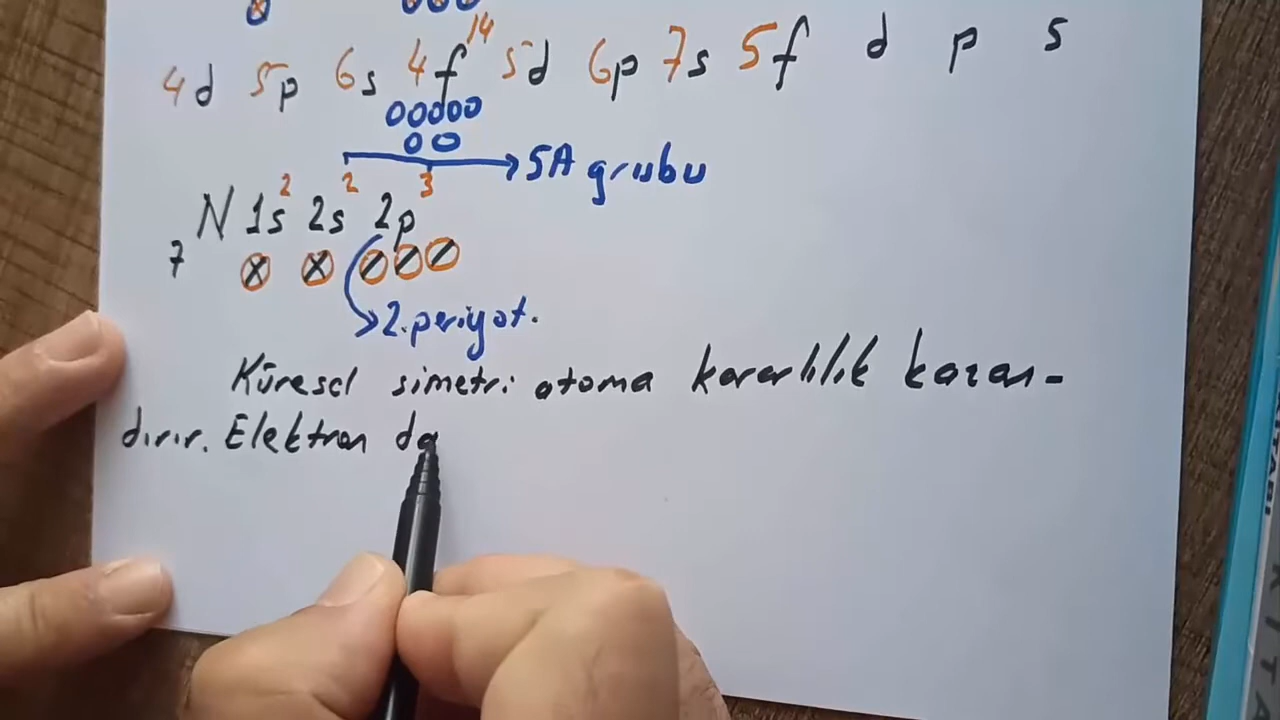 4d 5p 6s 4f¹⁴ 5d 6p 7s 5f d p s
5A grubu
7N 1s² 2s² 2p³
2.periyot.
Küresel simetri atoma kararlılık kazan-
dırır. Elektron da